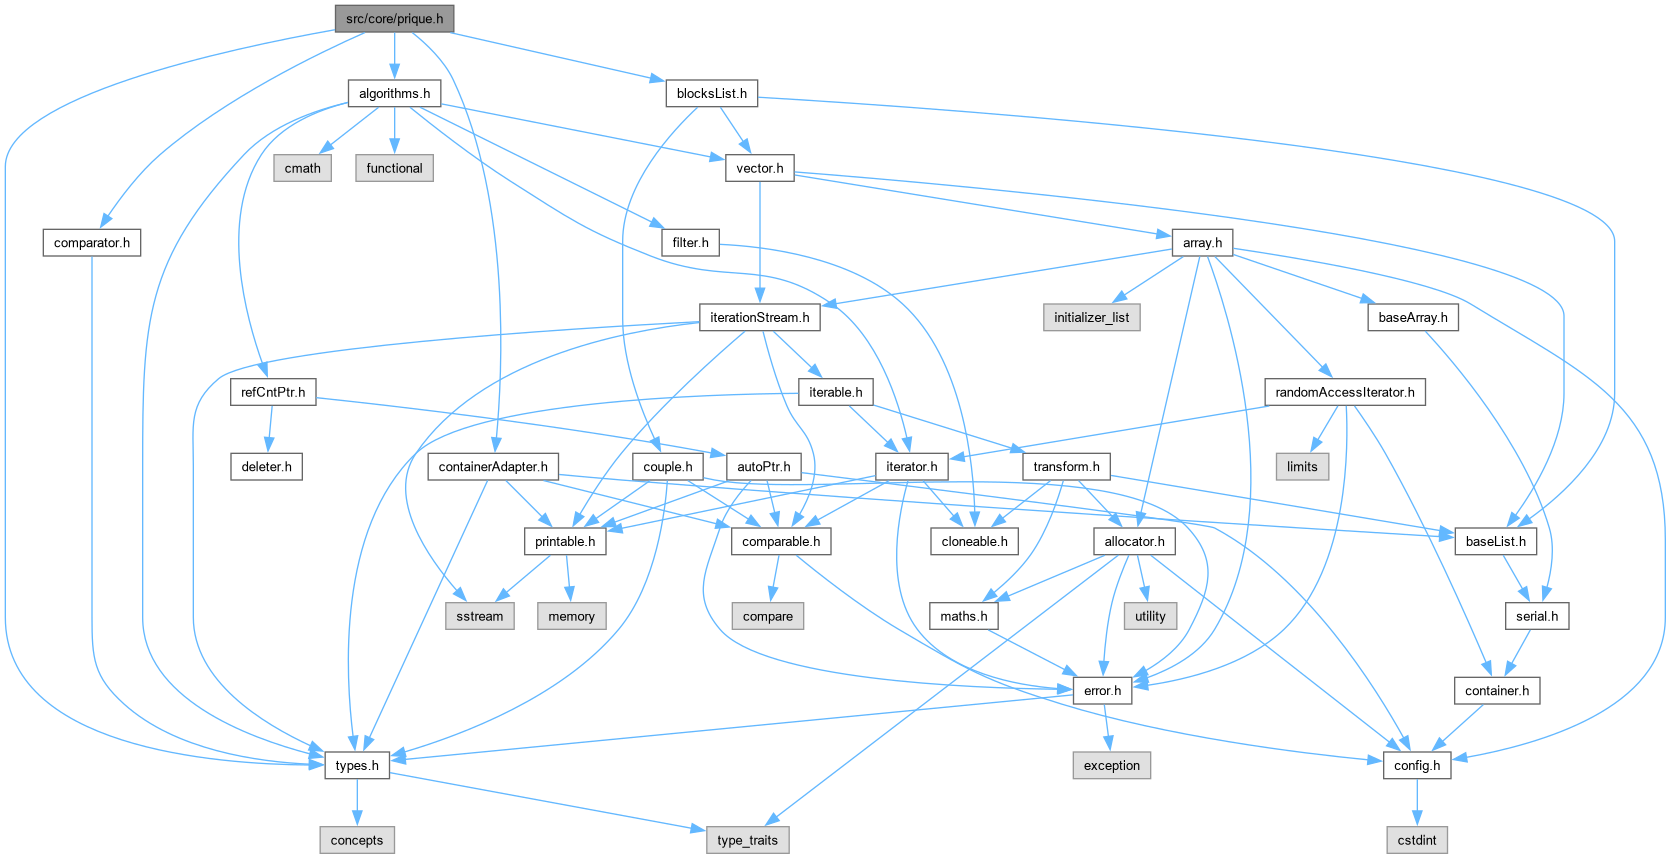 src/core/prique.h
algorithms.h
blocksList.h
cmath
functional
vector.h
comparator.h
filter.h
array.h
iterationStream.h
initializer_list
baseArray.h
refCntPtr.h
iterable.h
randomAccessIterator.h
deleter.h
containerAdapter.h
couple.h
autoPtr.h
iterator.h
transform.h
limits
printable.h
comparable.h
cloneable.h
allocator.h
baseList.h
sstream
memory
compare
maths.h
utility
serial.h
error.h
container.h
types.h
exception
config.h
concepts
type_traits
cstdint